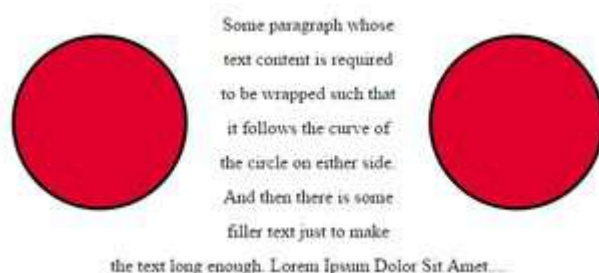 Some paragraph whose
text content is required
to be wrapped such that
it follows the curve of
the circle on either side.
And then there is some
filler text just to make
the text long enough. Lorem Ipsum Dolor Sit Amet....